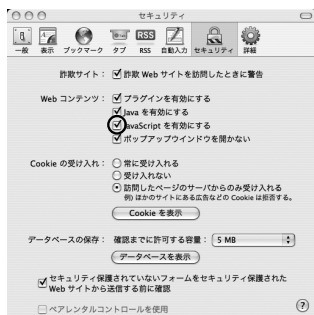 セキュリティ
一般 表示 ブックマーク タブ RSS 自動入力 セキュリティ 詳細
詐欺サイト： 詐欺 Web サイトを訪問したときに警告
Web コンテンツ： プラグインを有効にする
Java を有効にする
JavaScript を有効にする
ポップアップウインドウを開かない
Cookie の受け入れ： 常に受け入れる
受け入れない
訪問したページのサーバからのみ受け入れる
例) ほかのサイトにある広告などの Cookie は拒否する。
Cookie を表示
データベースの保存： 確認までに許可する容量： 5 MB
データベースを表示
セキュリティ保護されていないフォームをセキュリティ保護された
Web サイトから送信する前に確認
ペアレンタルコントロールを使用 ?